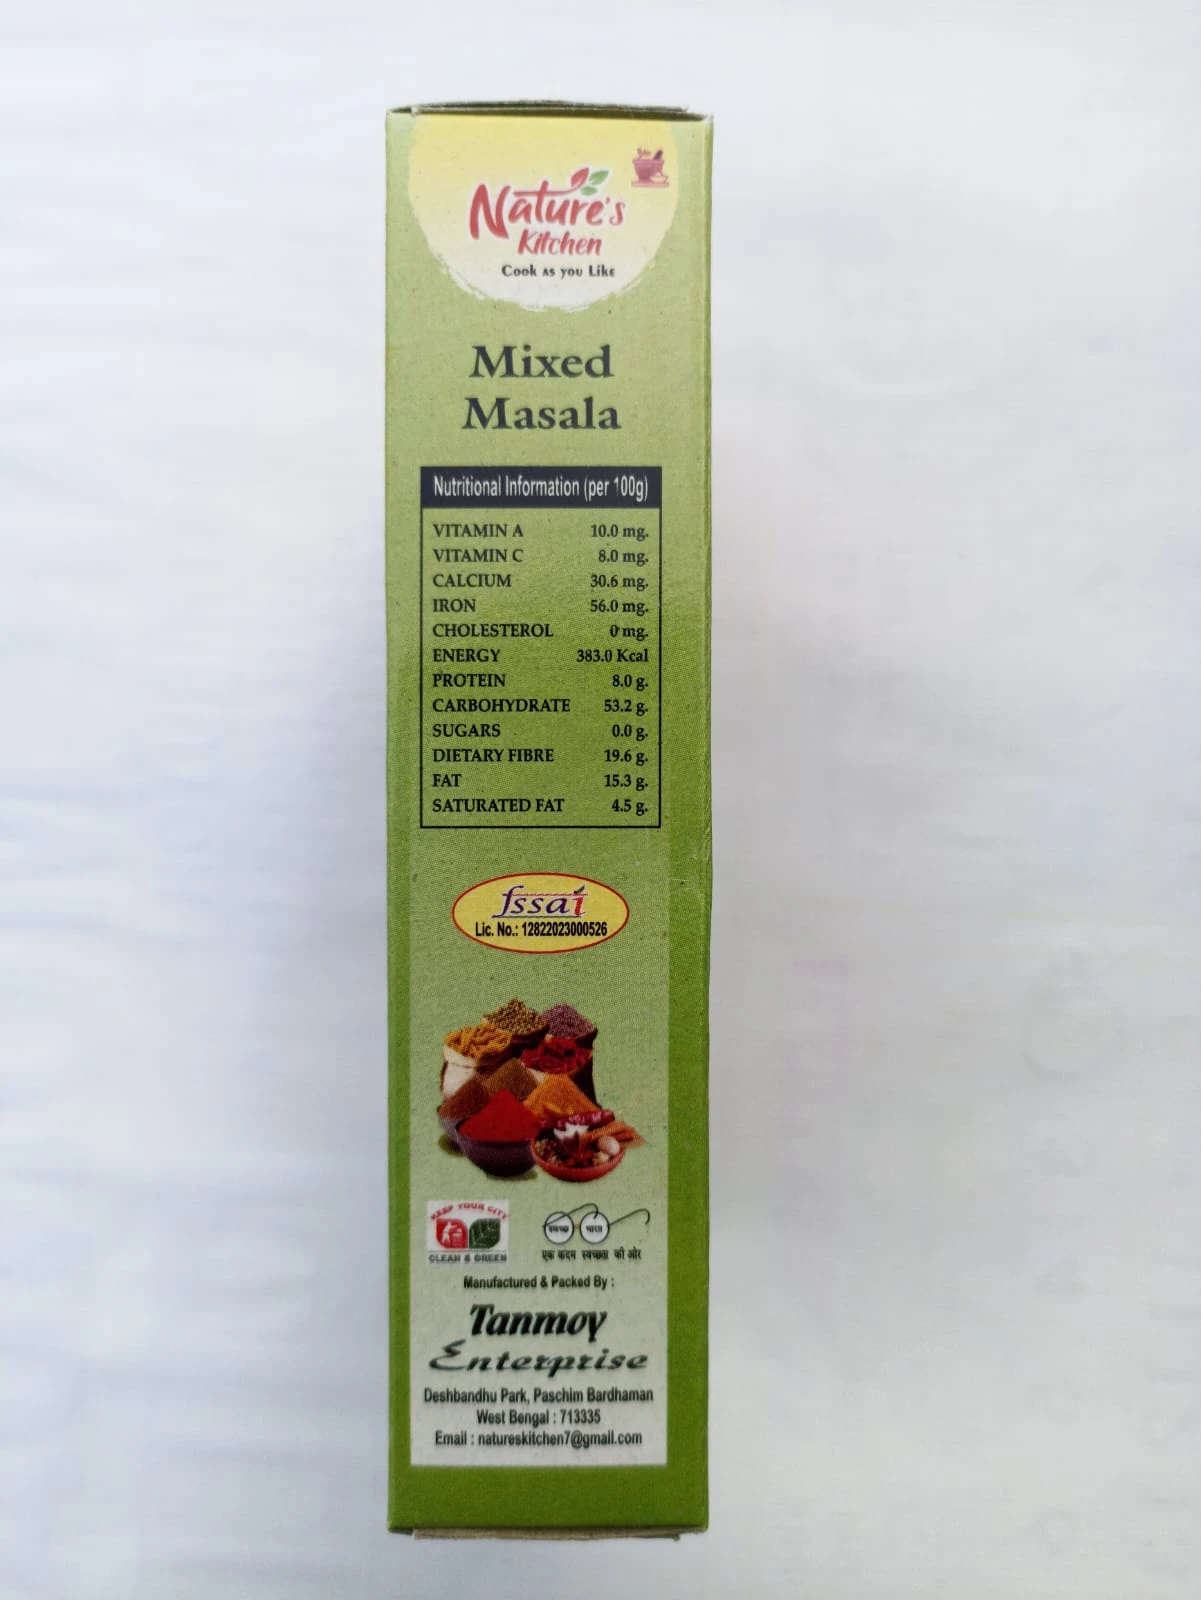 Nature's
Kitchen
Cook as you Like
Mixed
Masala
Nutritional Information (per 100g)
VITAMIN A 10.0 mg.
VITAMIN C 8.0 mg.
CALCIUM 30.6 mg.
IRON 56.0 mg.
CHOLESTEROL 0 mg.
ENERGY 383.0 Kcal
PROTEIN 8.0 g.
CARBOHYDRATE 53.2 g.
SUGARS 0.0 g.
DIETARY FIBRE 19.6 g.
FAT 15.3 g.
SATURATED FAT 4.5 g.
fssai
Lic. No.: 12822023000526
KEEP YOUR CITY
CLEAN & GREEN
स्वच्छ भारत
एक कदम स्वच्छता की ओर
Manufactured & Packed By :
Tanmoy
Enterprise
Deshbandhu Park, Paschim Bardhaman
West Bengal : 713335
Email : natureskitchen7@gmail.com